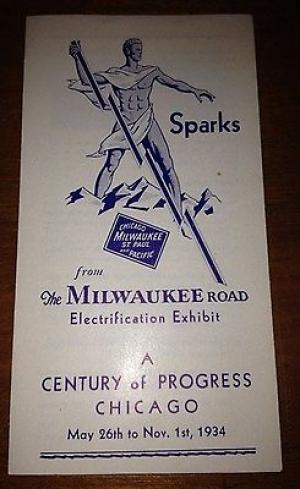 Sparks
CHICAGO
MILWAUKEE
ST. PAUL
AND PACIFIC
from
The MILWAUKEE ROAD
Electrification Exhibit
A
CENTURY of PROGRESS
CHICAGO
May 26th to Nov. 1st, 1934